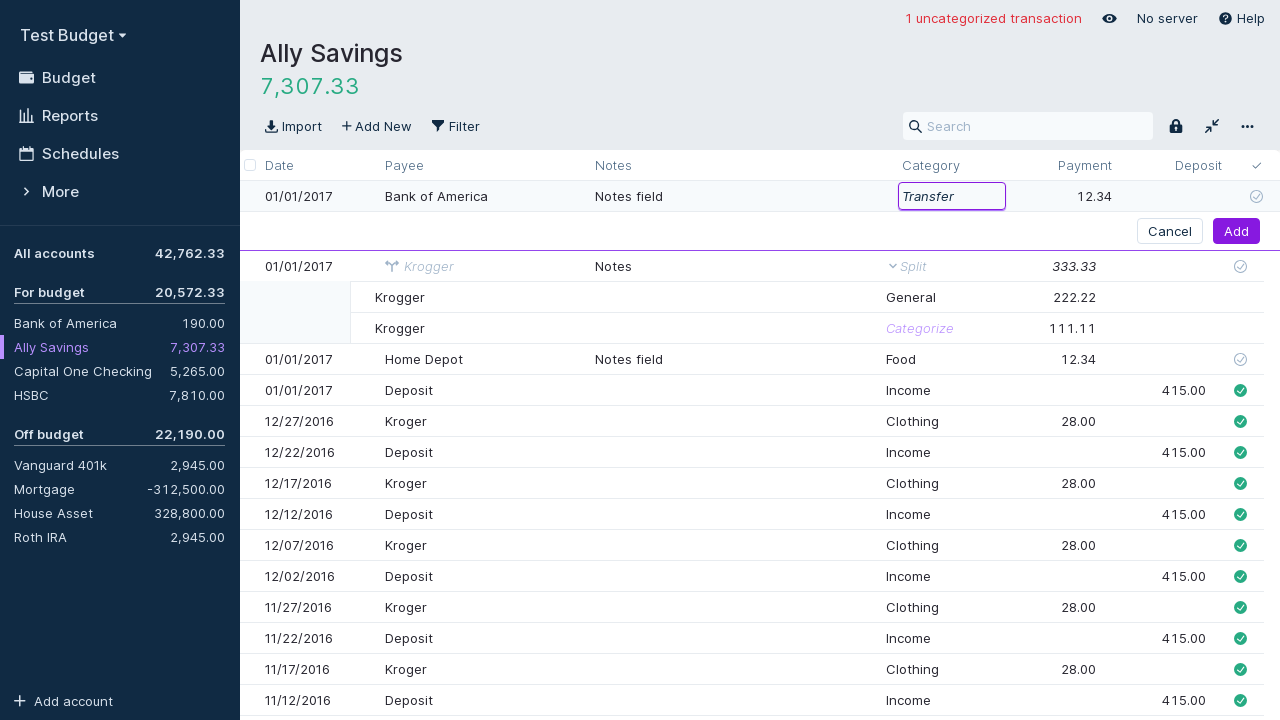 Test Budget
Budget
Reports
Schedules
More
All accounts 42,762.33
For budget 20,572.33
Bank of America 190.00
Ally Savings 7,307.33
Capital One Checking 5,265.00
HSBC 7,810.00
Off budget 22,190.00
Vanguard 401k 2,945.00
Mortgage -312,500.00
House Asset 328,800.00
Roth IRA 2,945.00
Add account
1 uncategorized transaction No server Help
Ally Savings
7,307.33
Import Add New Filter Search
Date Payee Notes Category Payment Deposit
01/01/2017 Bank of America Notes field Transfer 12.34
Cancel Add
01/01/2017 Krogger Notes Split 333.33
Krogger General 222.22
Krogger Categorize 111.11
01/01/2017 Home Depot Notes field Food 12.34
01/01/2017 Deposit Income 415.00
12/27/2016 Kroger Clothing 28.00
12/22/2016 Deposit Income 415.00
12/17/2016 Kroger Clothing 28.00
12/12/2016 Deposit Income 415.00
12/07/2016 Kroger Clothing 28.00
12/02/2016 Deposit Income 415.00
11/27/2016 Kroger Clothing 28.00
11/22/2016 Deposit Income 415.00
11/17/2016 Kroger Clothing 28.00
11/12/2016 Deposit Income 415.00